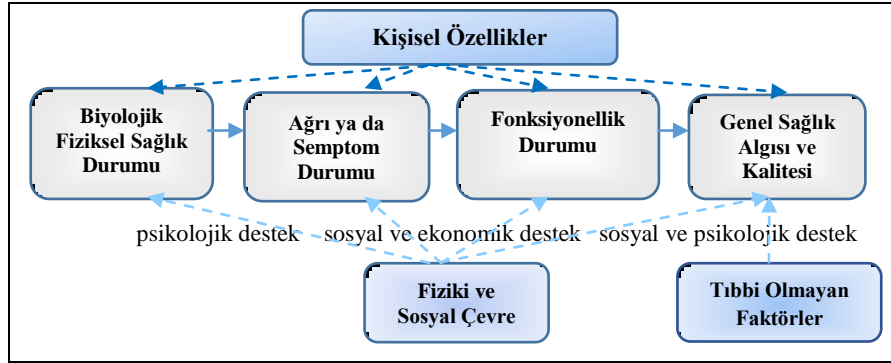 Kişisel Özellikler
Biyolojik
Fiziksel Sağlık
Durumu
Ağrı ya da
Semptom
Durumu
Fonksiyonellik
Durumu
Genel Sağlık
Algısı ve
Kalitesi
psikolojik destek
sosyal ve ekonomik destek
sosyal ve psikolojik destek
Fiziki ve
Sosyal Çevre
Tıbbi Olmayan
Faktörler